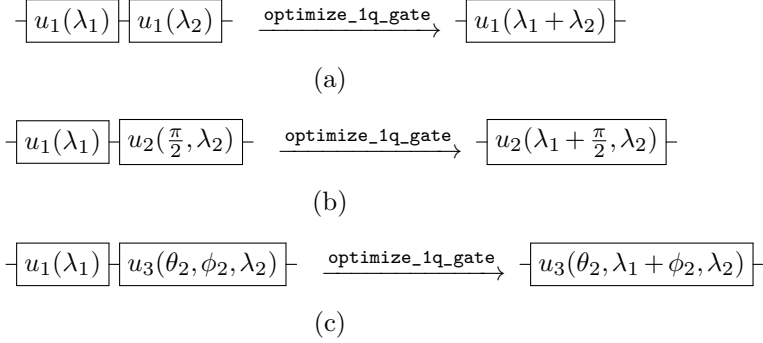 u₁(λ₁) u₁(λ₂) optimize_1q_gate u₁(λ₁ + λ₂)
(a)
u₁(λ₁) u₂(π/2, λ₂) optimize_1q_gate u₂(λ₁ + π/2, λ₂)
(b)
u₁(λ₁) u₃(θ₂, ϕ₂, λ₂) optimize_1q_gate u₃(θ₂, λ₁ + ϕ₂, λ₂)
(c)